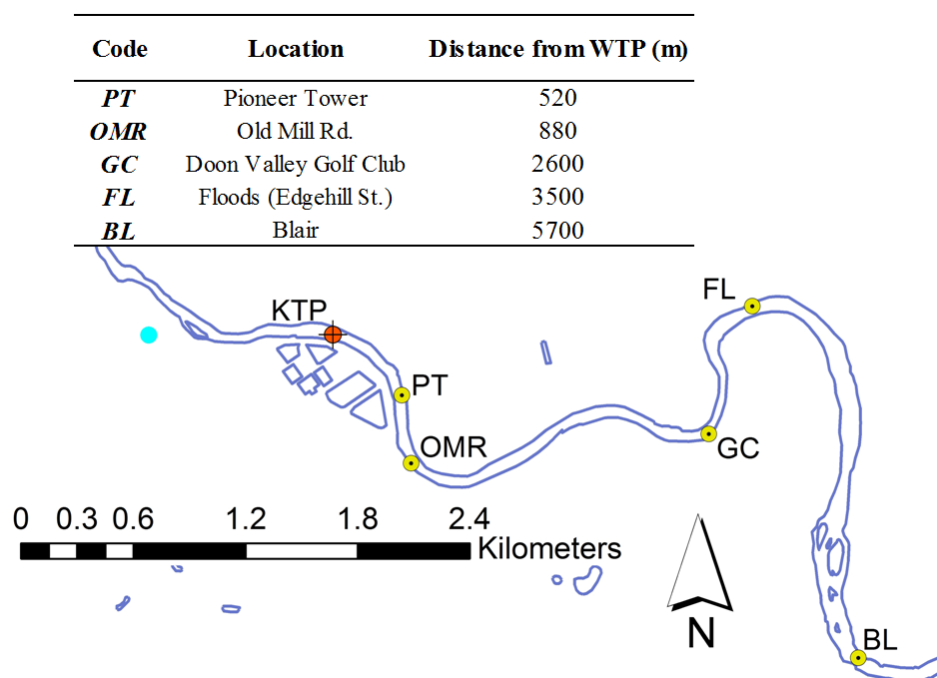 Code Location Distance from WTP (m)
PT Pioneer Tower 520
OMR Old Mill Rd. 880
GC Doon Valley Golf Club 2600
FL Floods (Edgehill St.) 3500
BL Blair 5700
FL
KTP
PT
OMR
GC
0 0.3 0.6 1.2 1.8 2.4
Kilometers
N
BL